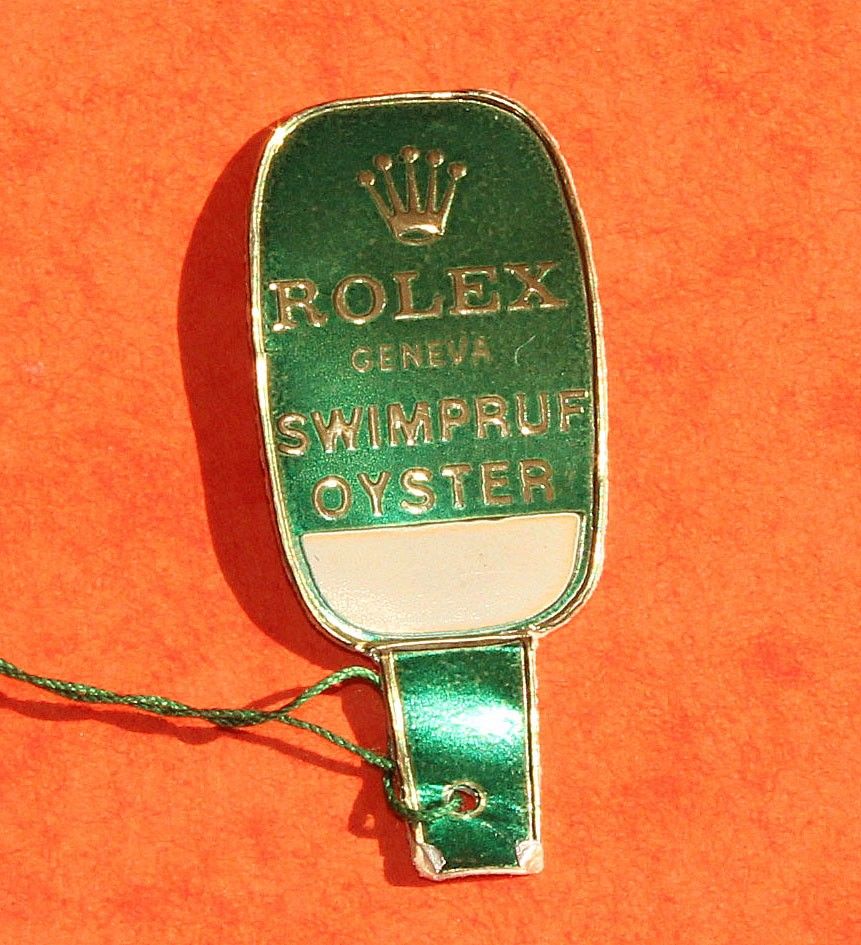 ROLEX
GENEVA
SWIMPRUF
OYSTER